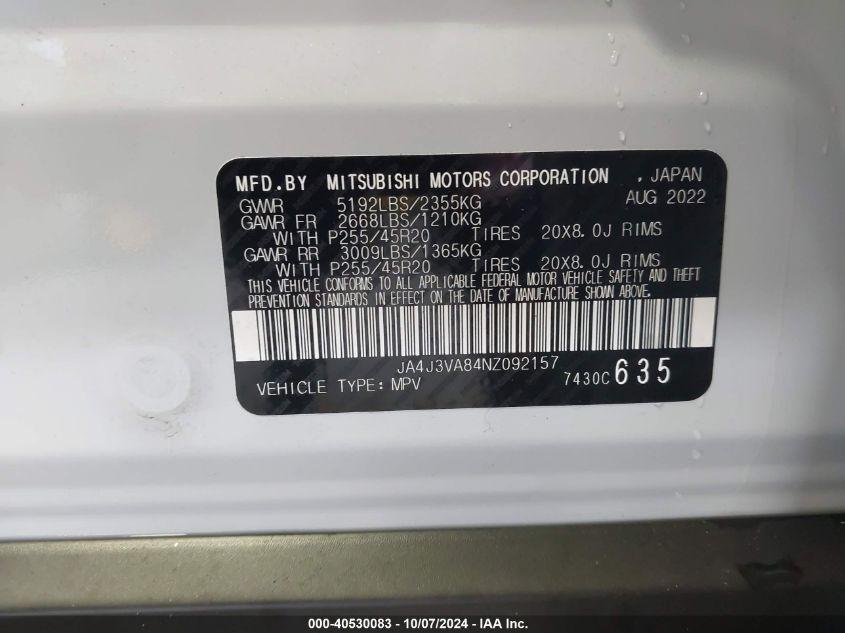 MFD.BY MITSUBISHI MOTORS CORPORATION , JAPAN
GVWR 5192LBS/2355KG AUG 2022
GAWR FR 2668LBS/1210KG
WITH P255/45R20 TIRES 20X8.0J RIMS
GAWR RR 3009LBS/1365KG
WITH P255/45R20 TIRES 20X8.0J RIMS
THIS VEHICLE CONFORMS TO ALL APPLICABLE FEDERAL MOTOR VEHICLE SAFETY AND THEFT
PREVENTION STANDARDS IN EFFECT ON THE DATE OF MANUFACTURE SHOWN ABOVE.
JA4J3VA84NZ092157
VEHICLE TYPE: MPV 7430C 635
000-40530083 - 10/07/2024 - IAA Inc.